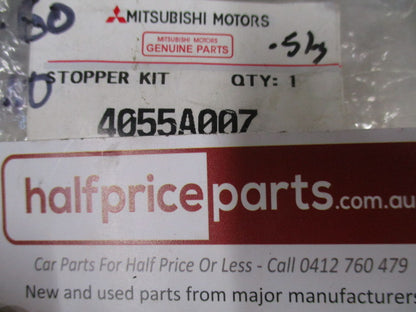 .60
MITSUBISHI MOTORS
MITSUBISHI MOTORS
GENUINE PARTS
STOPPER KIT QTY: 1
4055A007
halfpriceparts.com.au
Car Parts For Half Price Or Less - Call 0412 760 479
New and used parts from major manufacturers